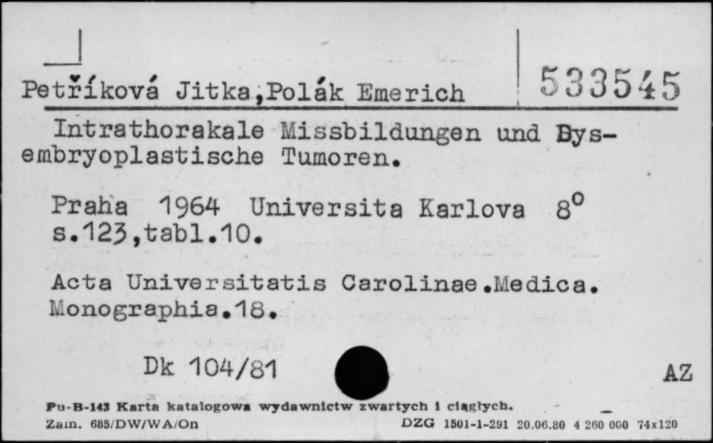 Petříková Jitka,Polák Emerich 533545
Intrathorakale Missbildungen und Dys-
embryoplastische Tumoren.
Praha 1964 Universita Karlova 8°
s.123,tabl.10.
Acta Universitatis Carolinae.Medica.
Monographia.18.
Dk 104/81 AZ
Pu-B-143 Karta katalogowa wydawnictw zwartych i ciągłych.
Zam. 685/DW/WA/On DZG 1501-1-291 20.06.80 4 260 000 74x120